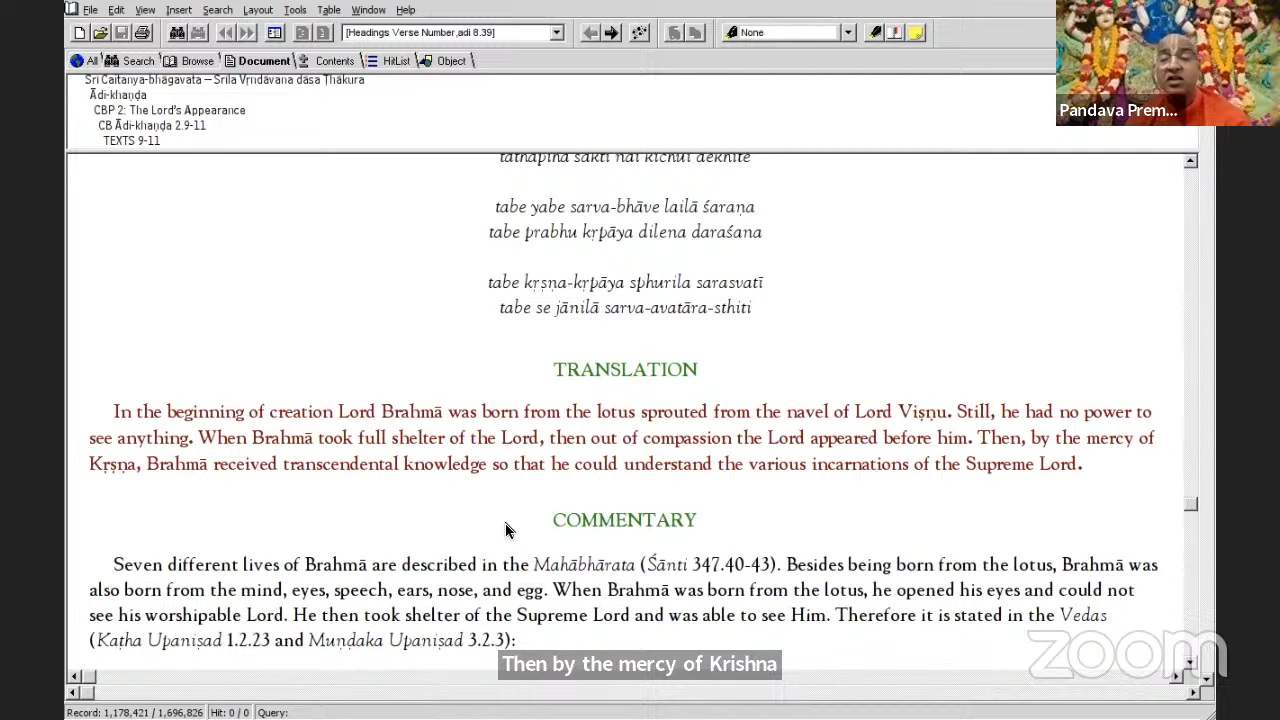 File Edit View Insert Search Layout Tools Table Window Help
[Headings Verse Number,adi 8.39] None
All Search Browse Document Contents HitList Object
Śrī Caitanya-bhāgavata — Śrīla Vṛndāvana dāsa Ṭhākura
Ādi-khaṇḍa
CBP 2: The Lord's Appearance
CB Ādi-khaṇḍa 2.9-11
TEXTS 9-11
Pandava Prem...
tathāpiha śakti nāi kichui dekhite
tabe yabe sarva-bhāve lailā śaraṇa
tabe prabhu kṛpāya dilena daraśana
tabe kṛṣṇa-kṛpāya sphurila sarasvatī
tabe se jānilā sarva-avatāra-sthiti
TRANSLATION
In the beginning of creation Lord Brahmā was born from the lotus sprouted from the navel of Lord Viṣṇu. Still, he had no power to
see anything. When Brahmā took full shelter of the Lord, then out of compassion the Lord appeared before him. Then, by the mercy of
Kṛṣṇa, Brahmā received transcendental knowledge so that he could understand the various incarnations of the Supreme Lord.
COMMENTARY
Seven different lives of Brahmā are described in the Mahābhārata (Śānti 347.40-43). Besides being born from the lotus, Brahmā was
also born from the mind, eyes, speech, ears, nose, and egg. When Brahmā was born from the lotus, he opened his eyes and could not
see his worshipable Lord. He then took shelter of the Supreme Lord and was able to see Him. Therefore it is stated in the Vedas
(Kaṭha Upaniṣad 1.2.23 and Muṇḍaka Upaniṣad 3.2.3):
Then by the mercy of Krishna
zoom
Record: 1,178,421 / 1,696,826 Hit: 0 / 0 Query: